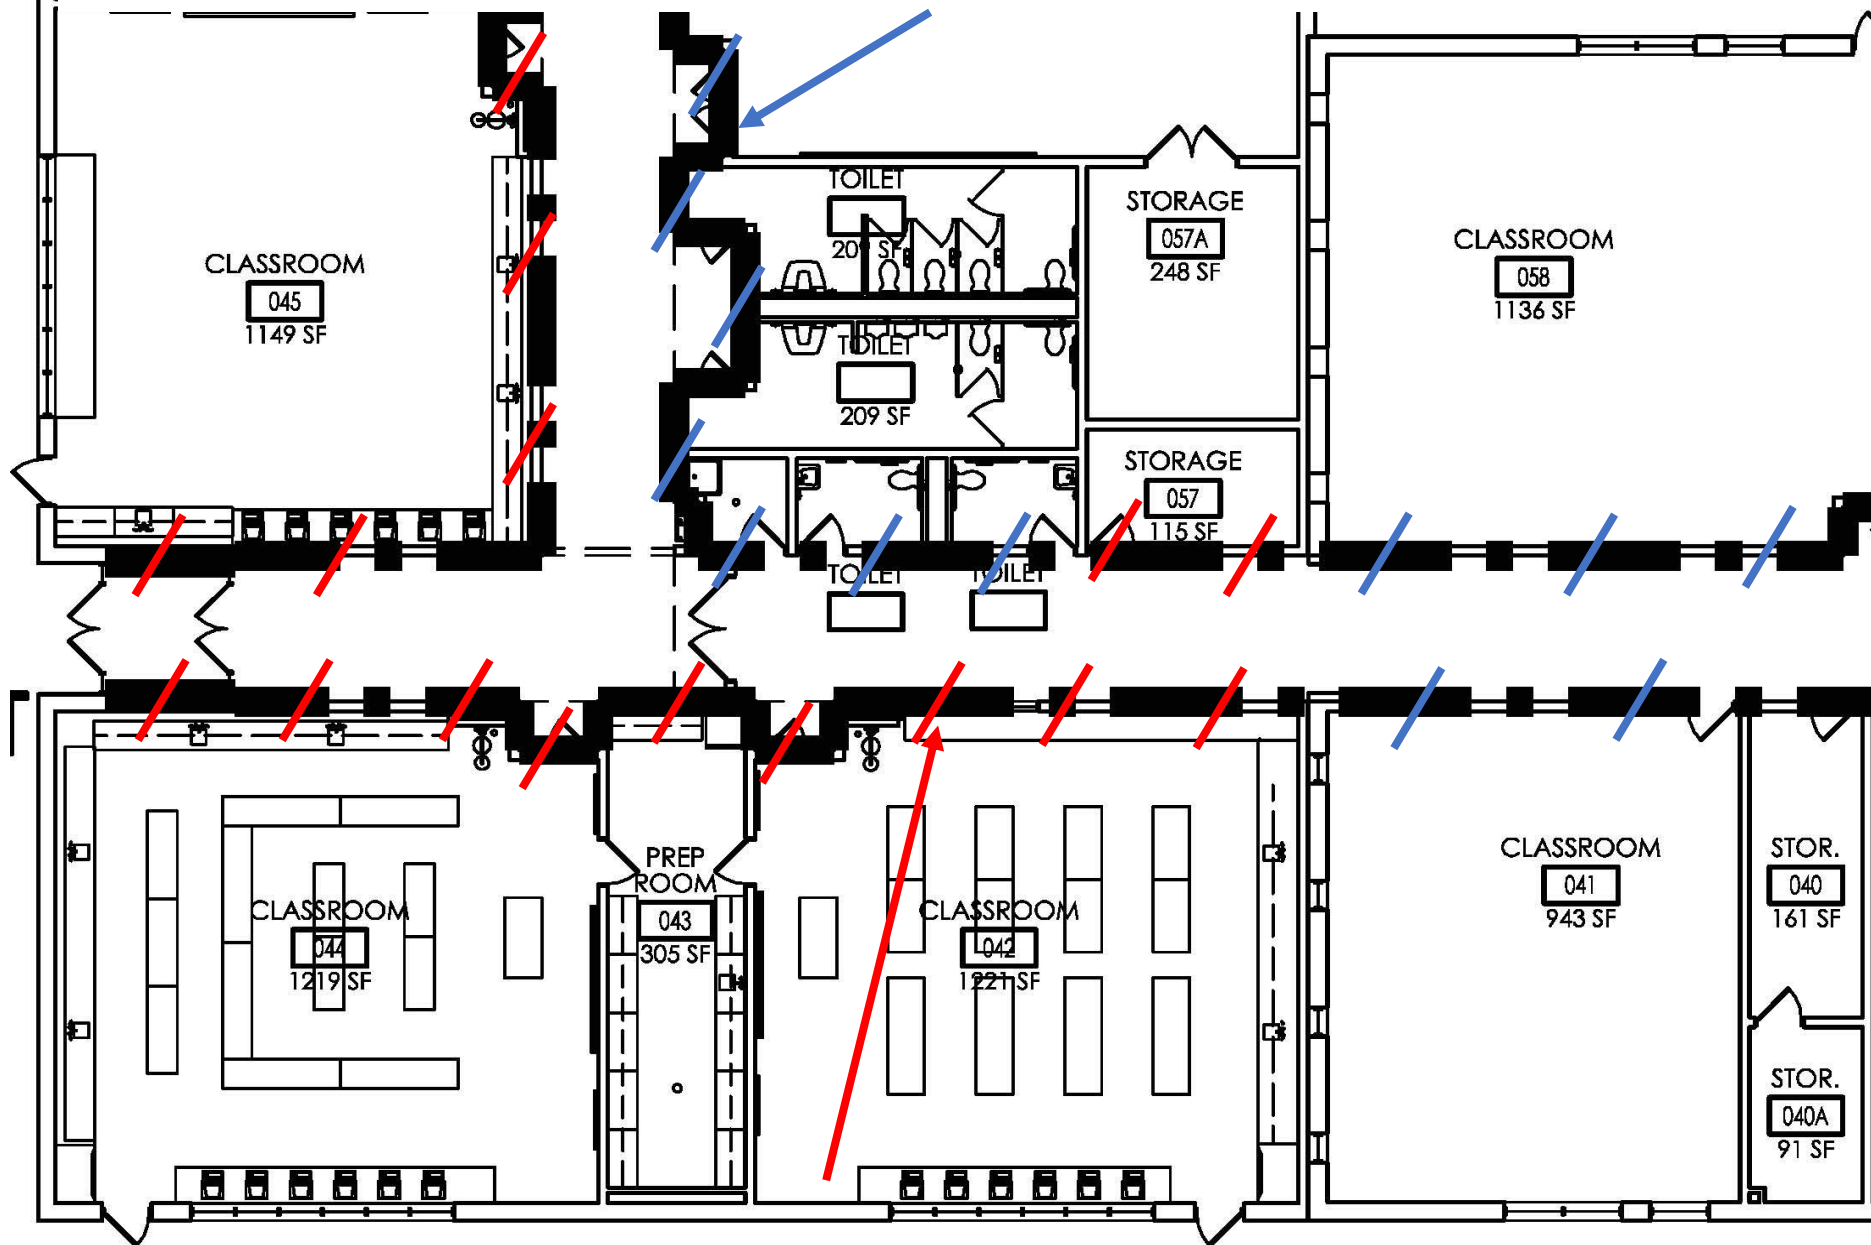 TOILET
209 SF
STORAGE
057A
248 SF
CLASSROOM
058
1136 SF
CLASSROOM
045
1149 SF
TOILET
209 SF
STORAGE
057
115 SF
TOILET
TOILET
PREP
ROOM
043
305 SF
CLASSROOM
044
1219 SF
CLASSROOM
042
1221 SF
CLASSROOM
041
943 SF
STOR.
040
161 SF
STOR.
040A
91 SF